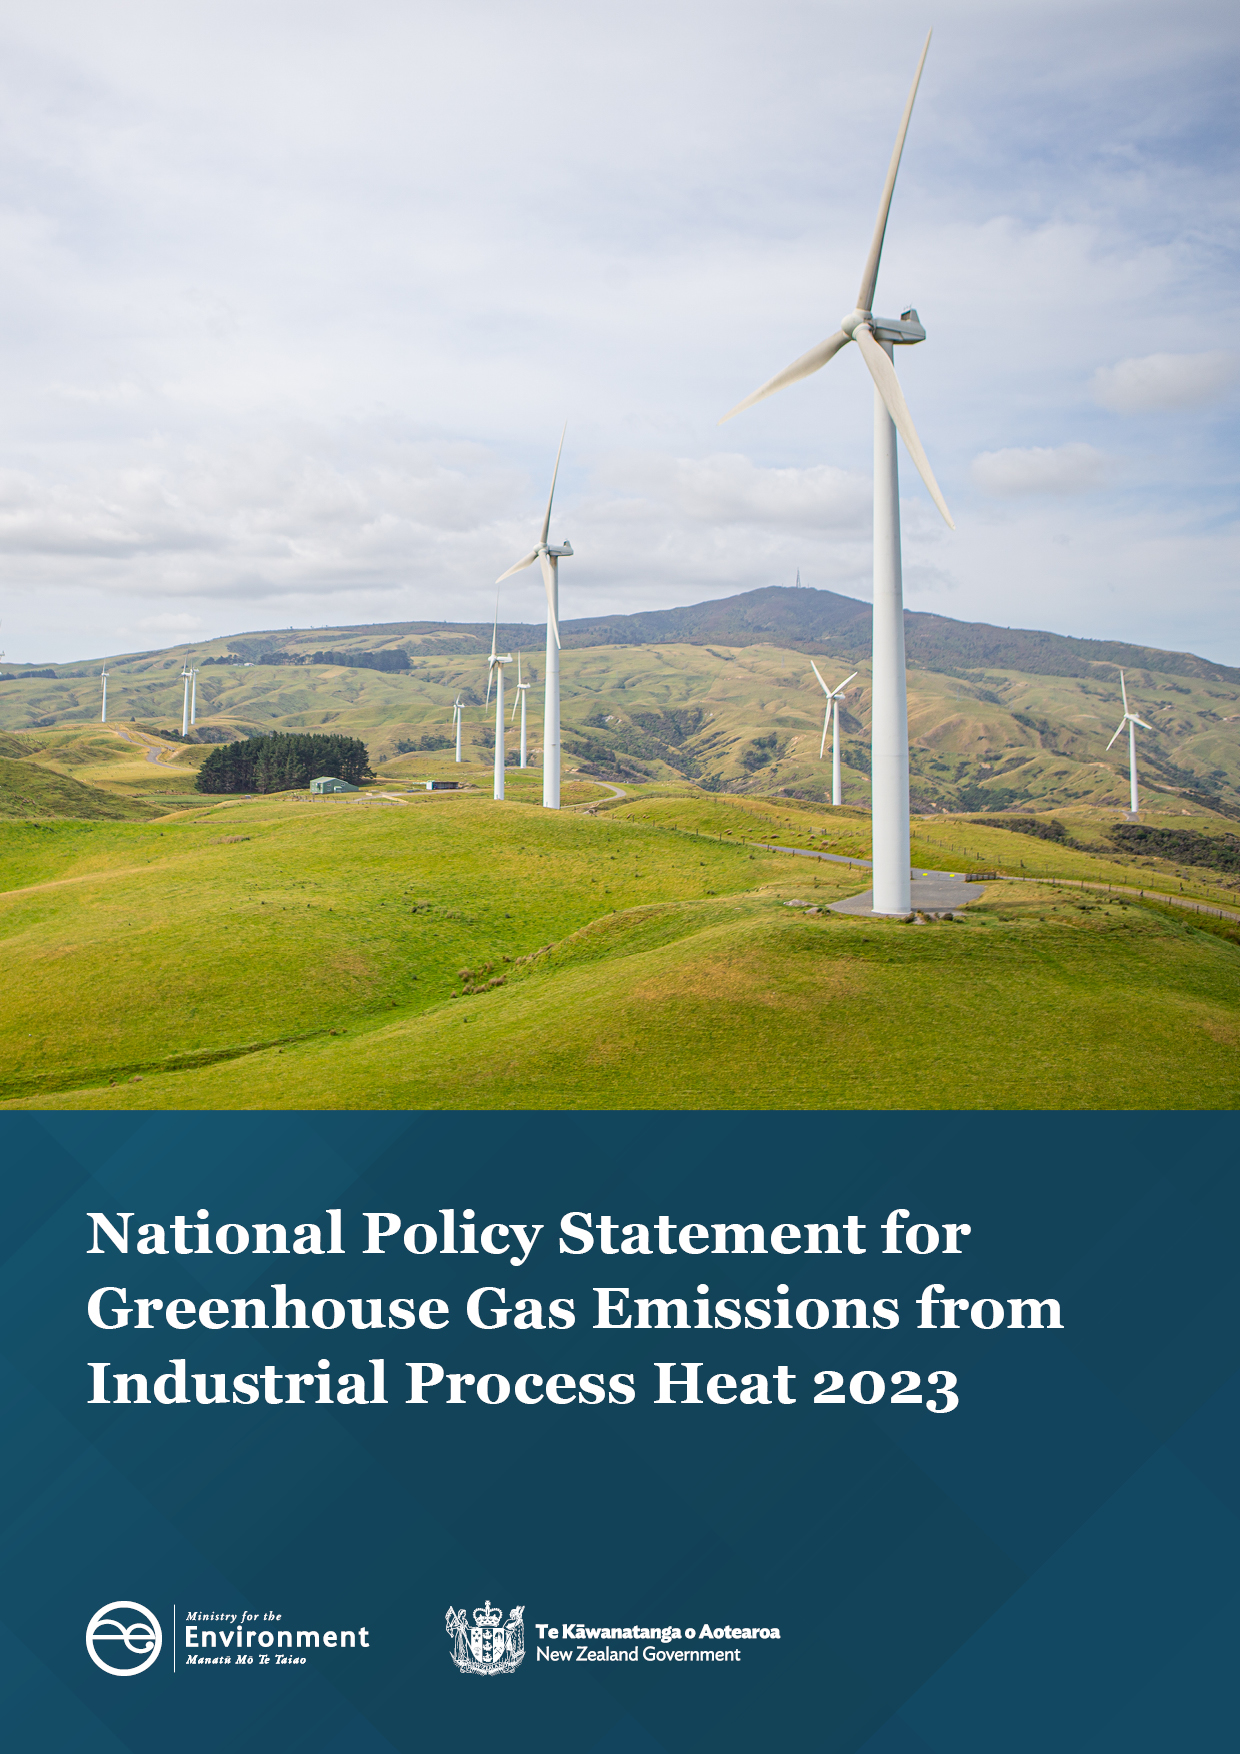 National Policy Statement for
Greenhouse Gas Emissions from
Industrial Process Heat 2023
Ministry for the
Environment
Manatū Mō Te Taiao
Te Kāwanatanga o Aotearoa
New Zealand Government